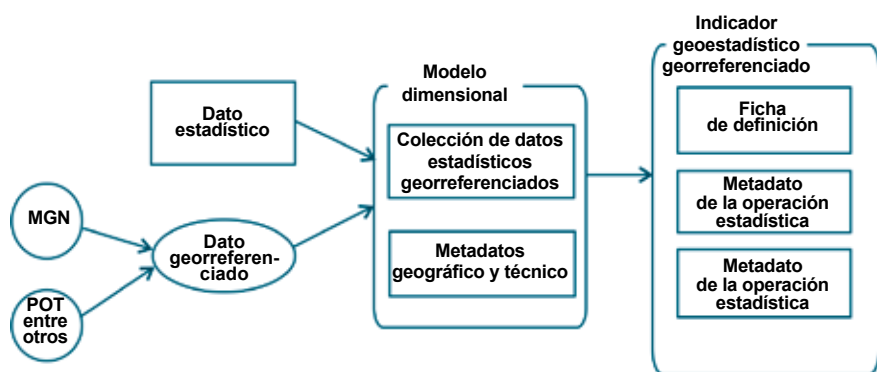 Dato
estadístico
MGN
POT
entre
otros
Dato
georreferen-
ciado
Modelo
dimensional
Colección de datos
estadísticos
georreferenciados
Metadatos
geográfico y técnico
Indicador
geoestadístico
georreferenciado
Ficha
de definición
Metadato
de la operación
estadística
Metadato
de la operación
estadística